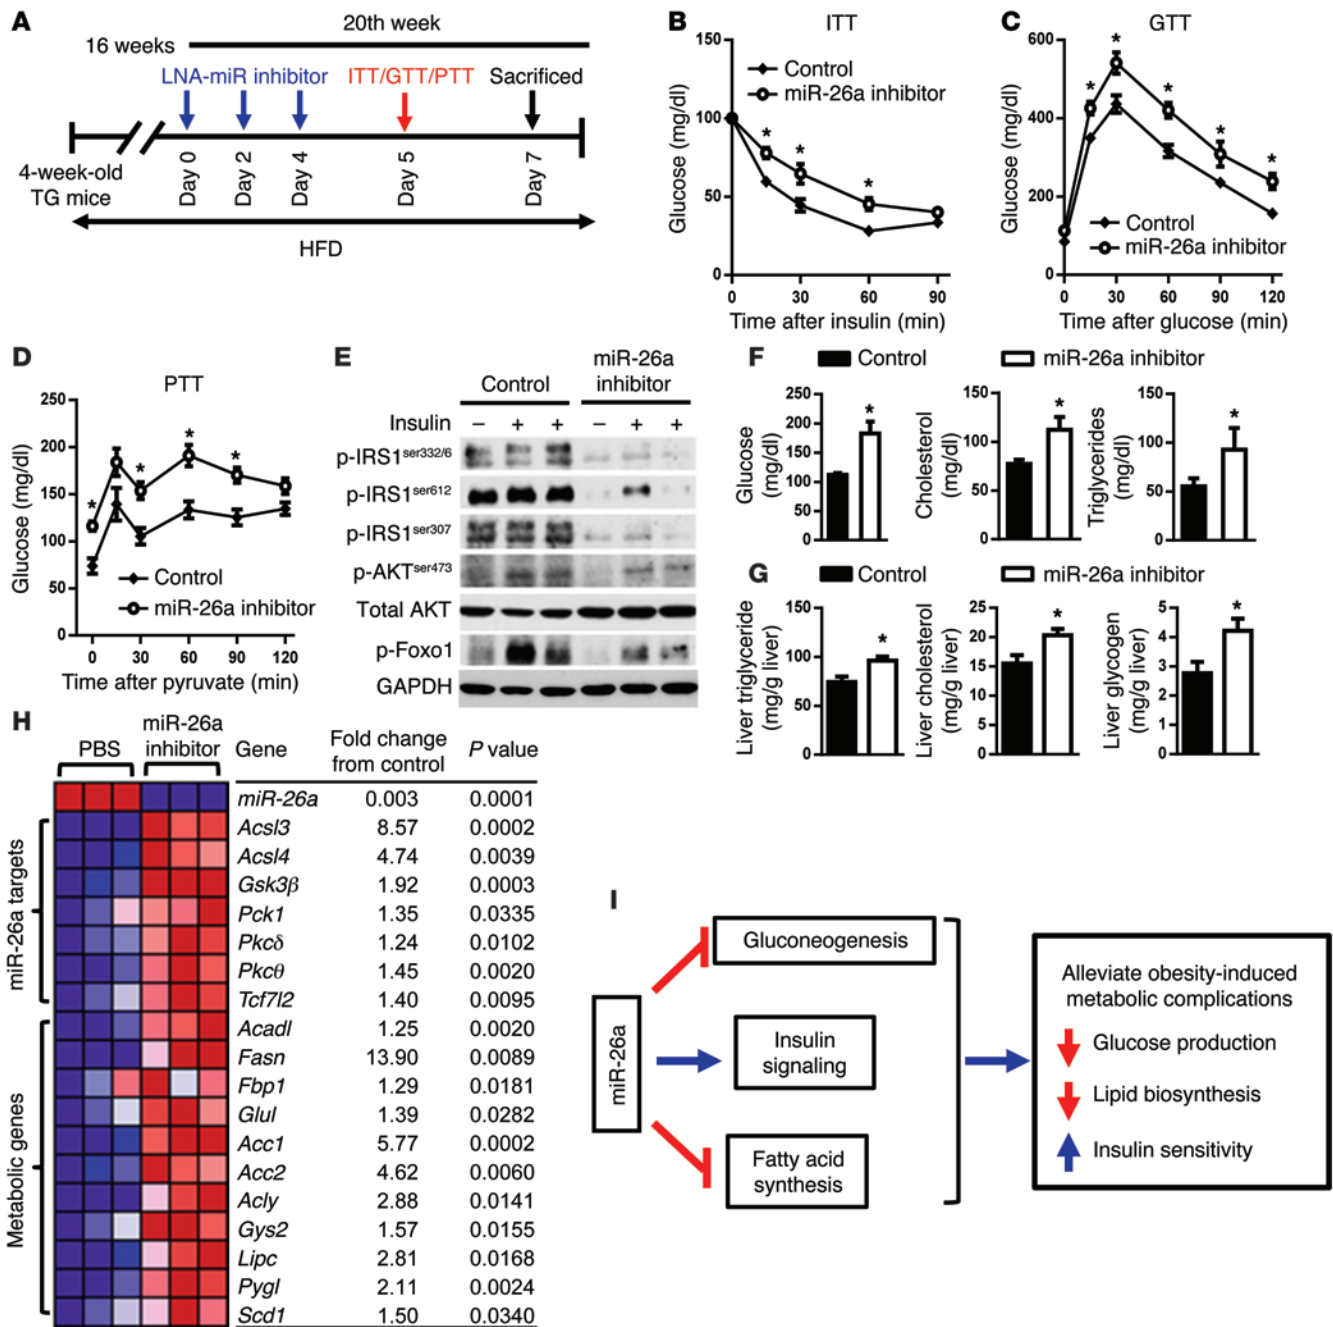 A
20th week
16 weeks
LNA-miR inhibitor
ITT/GTT/PTT
Sacrificed
4-week-old
TG mice
Day 0
Day 2
Day 4
Day 5
Day 7
HFD
B
ITT
150
100
50
0
Glucose (mg/dl)
Control
miR-26a inhibitor
* * *
0 30 60 90
Time after insulin (min)
C
GTT
600
400
200
0
Glucose (mg/dl)
* * * * *
Control
miR-26a inhibitor
0 30 60 90 120
Time after glucose (min)
D
PTT
250
200
150
100
50
0
Glucose (mg/dl)
* * * *
Control
miR-26a inhibitor
0 30 60 90 120
Time after pyruvate (min)
E
miR-26a
inhibitor
Control
Insulin − + + − + +
p-IRS1ser332/6
p-IRS1ser612
p-IRS1ser307
p-AKTser473
Total AKT
p-Foxo1
GAPDH
F
Control
miR-26a inhibitor
Glucose
(mg/dl)
250
200
150
100
50
0
*
Cholesterol
(mg/dl)
150
100
50
0
*
Triglycerides
(mg/dl)
150
100
50
0
*
G
Control
miR-26a inhibitor
Liver triglyceride
(mg/g liver)
150
100
50
0
*
Liver cholesterol
(mg/g liver)
25
20
15
10
5
0
*
Liver glycogen
(mg/g liver)
5
4
3
2
1
0
*
H
PBS
miR-26a
inhibitor
Gene
Fold change
from control
P value
miR-26a targets
Metabolic genes
miR-26a 0.003 0.0001
Acsl3 8.57 0.0002
Acsl4 4.74 0.0039
Gsk3β 1.92 0.0003
Pck1 1.35 0.0335
Pkcδ 1.24 0.0102
Pkcθ 1.45 0.0020
Tcf7l2 1.40 0.0095
Acadl 1.25 0.0020
Fasn 13.90 0.0089
Fbp1 1.29 0.0181
Glul 1.39 0.0282
Acc1 5.77 0.0002
Acc2 4.62 0.0060
Acly 2.88 0.0141
Gys2 1.57 0.0155
Lipc 2.81 0.0168
Pygl 2.11 0.0024
Scd1 1.50 0.0340
I
miR-26a
Gluconeogenesis
Insulin
signaling
Fatty acid
synthesis
Alleviate obesity-induced
metabolic complications
Glucose production
Lipid biosynthesis
Insulin sensitivity